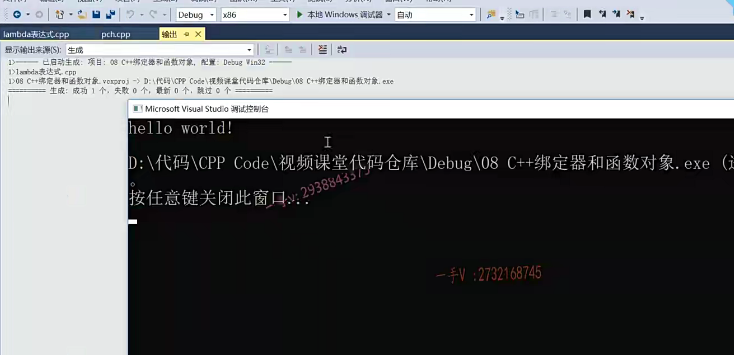 Debug
x86
本地 Windows 调试器
自动
lambda表达式.cpp
pch.cpp
输出
显示输出来源(S):
生成
1>------ 已启动生成: 项目: 08 C++绑定器和函数对象, 配置: Debug Win32 ------
1>lambda表达式.cpp
1>08 C++绑定器和函数对象.vcxproj -> D:\代码\CPP Code\视频课堂代码仓库\Debug\08 C++绑定器和函数对象.exe
========== 生成: 成功 1 个，失败 0 个，最新 0 个，跳过 0 个 ==========
Microsoft Visual Studio 调试控制台
hello world!
D:\代码\CPP Code\视频课堂代码仓库\Debug\08 C++绑定器和函数对象.exe (进
。
按任意键关闭此窗口...
一手V: 2938843375
一手V :2732168745